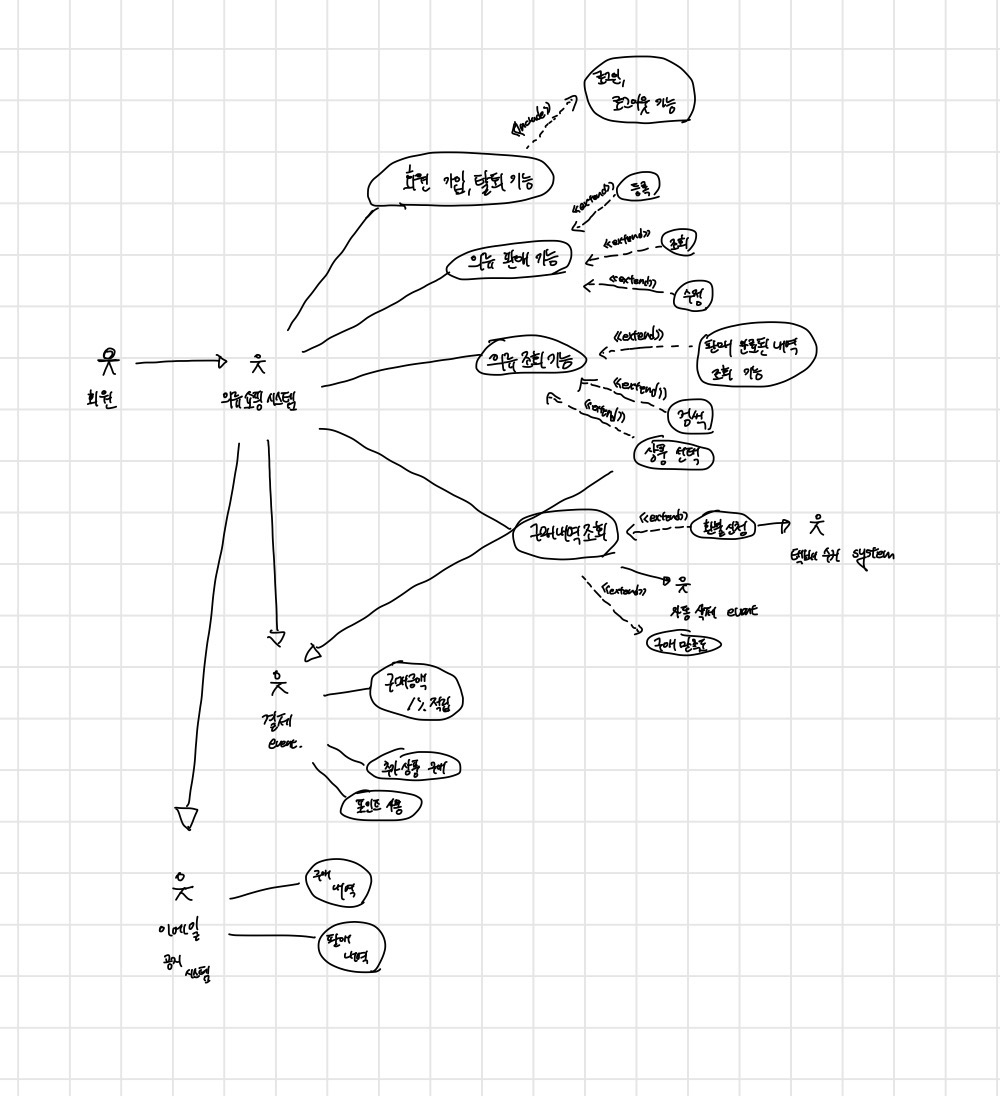 로그인,
로그아웃 기능
<<include>>
회원 가입, 탈퇴 기능
등록
<<extend>>
의류 판매 기능
<<extend>>
조회
<<extend>>
수정
의류 조회 기능
<<extend>>
판매 완료된 내역
조회 기능
<<extend>>
검색
<<extend>>
상품 선택
회원
의류 쇼핑 시스템
구매내역 조회
<<extend>>
환불신청
택배 수거 system
<<extend>>
자동 삭제 event
구매 만족도
결제
event.
구매금액
1% 적립
추가 상품 구매
포인트 사용
이메일
공지
시스템
구매
내역
판매
내역